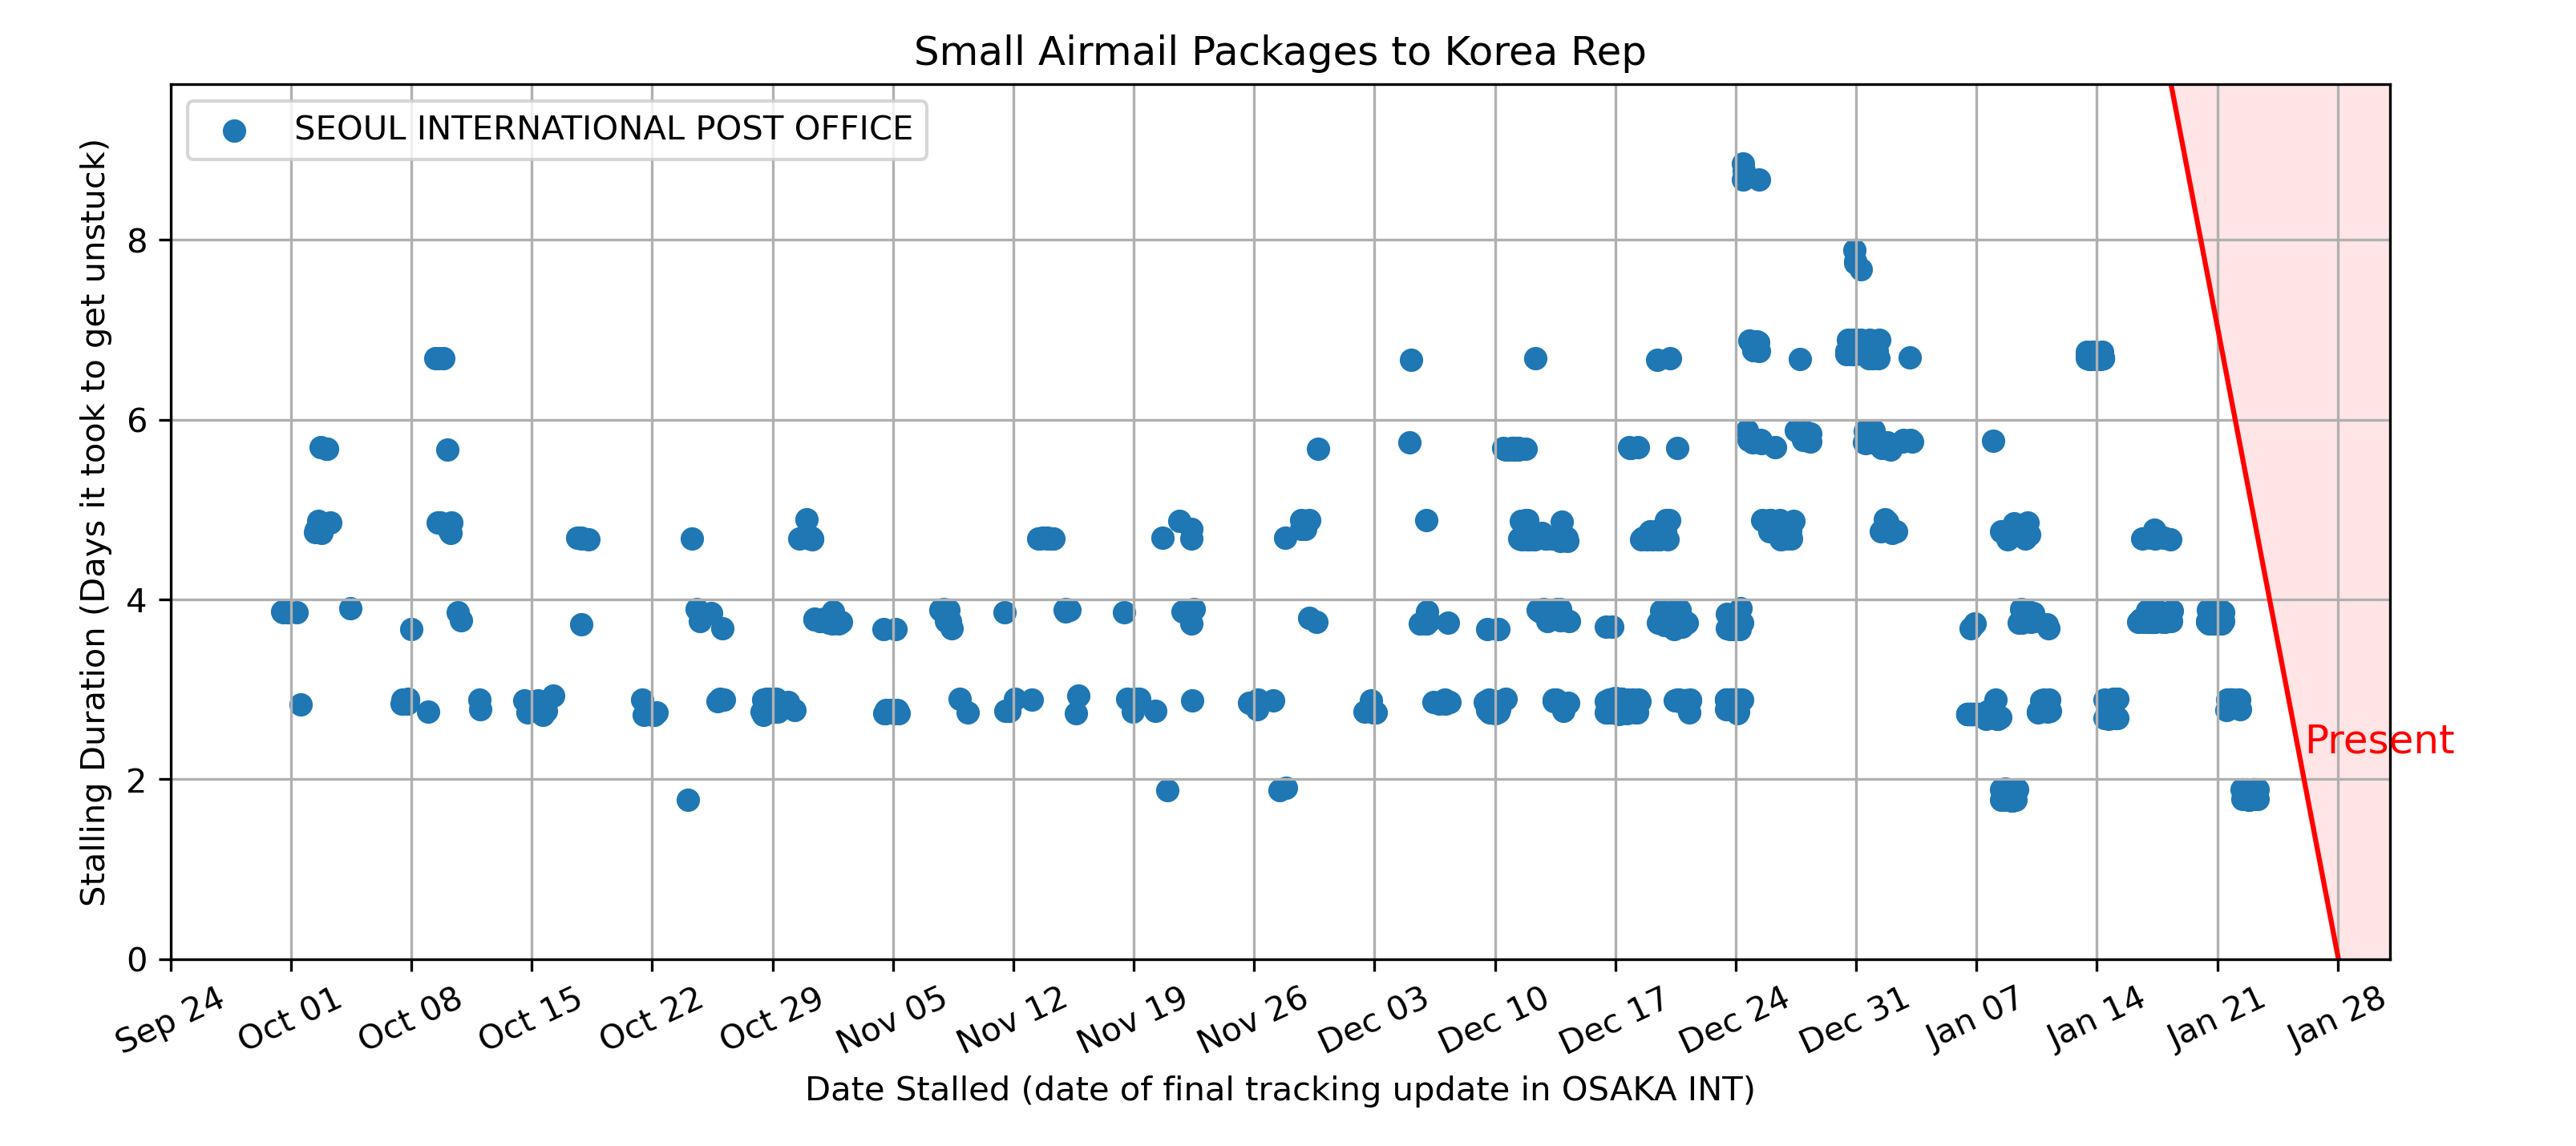 Small Airmail Packages to Korea Rep
SEOUL INTERNATIONAL POST OFFICE
Stalling Duration (Days it took to get unstuck)
8
6
4
2
0
Present
Sep 24
Oct 01
Oct 08
Oct 15
Oct 22
Oct 29
Nov 05
Nov 12
Nov 19
Nov 26
Dec 03
Dec 10
Dec 17
Dec 24
Dec 31
Jan 07
Jan 14
Jan 21
Jan 28
Date Stalled (date of final tracking update in OSAKA INT)